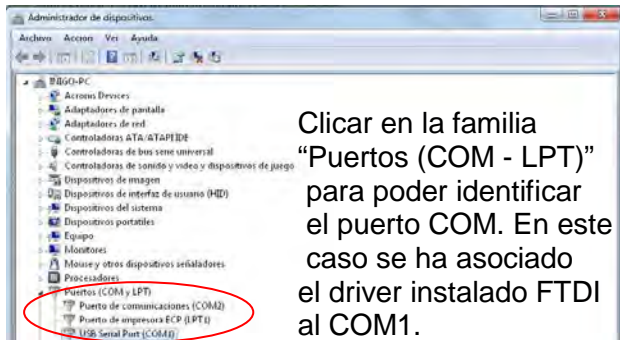 Administrador de dispositivos
Archivo Acción Ver Ayuda
IÑIGO-PC
Acronis Devices
Adaptadores de pantalla
Adaptadores de red
Controladoras ATA/ATAPI IDE
Controladoras de bus serie universal
Controladoras de sonido y vídeo y dispositivos de juego
Dispositivos de imagen
Dispositivos de interfaz de usuario (HID)
Dispositivos del sistema
Dispositivos portátiles
Equipo
Monitores
Mouse y otros dispositivos señaladores
Procesadores
Puertos (COM y LPT)
Puerto de comunicaciones (COM2)
Puerto de impresora ECP (LPT1)
USB Serial Port (COM1)
Clicar en la familia
“Puertos (COM - LPT)”
para poder identificar
el puerto COM. En este
caso se ha asociado
el driver instalado FTDI
al COM1.